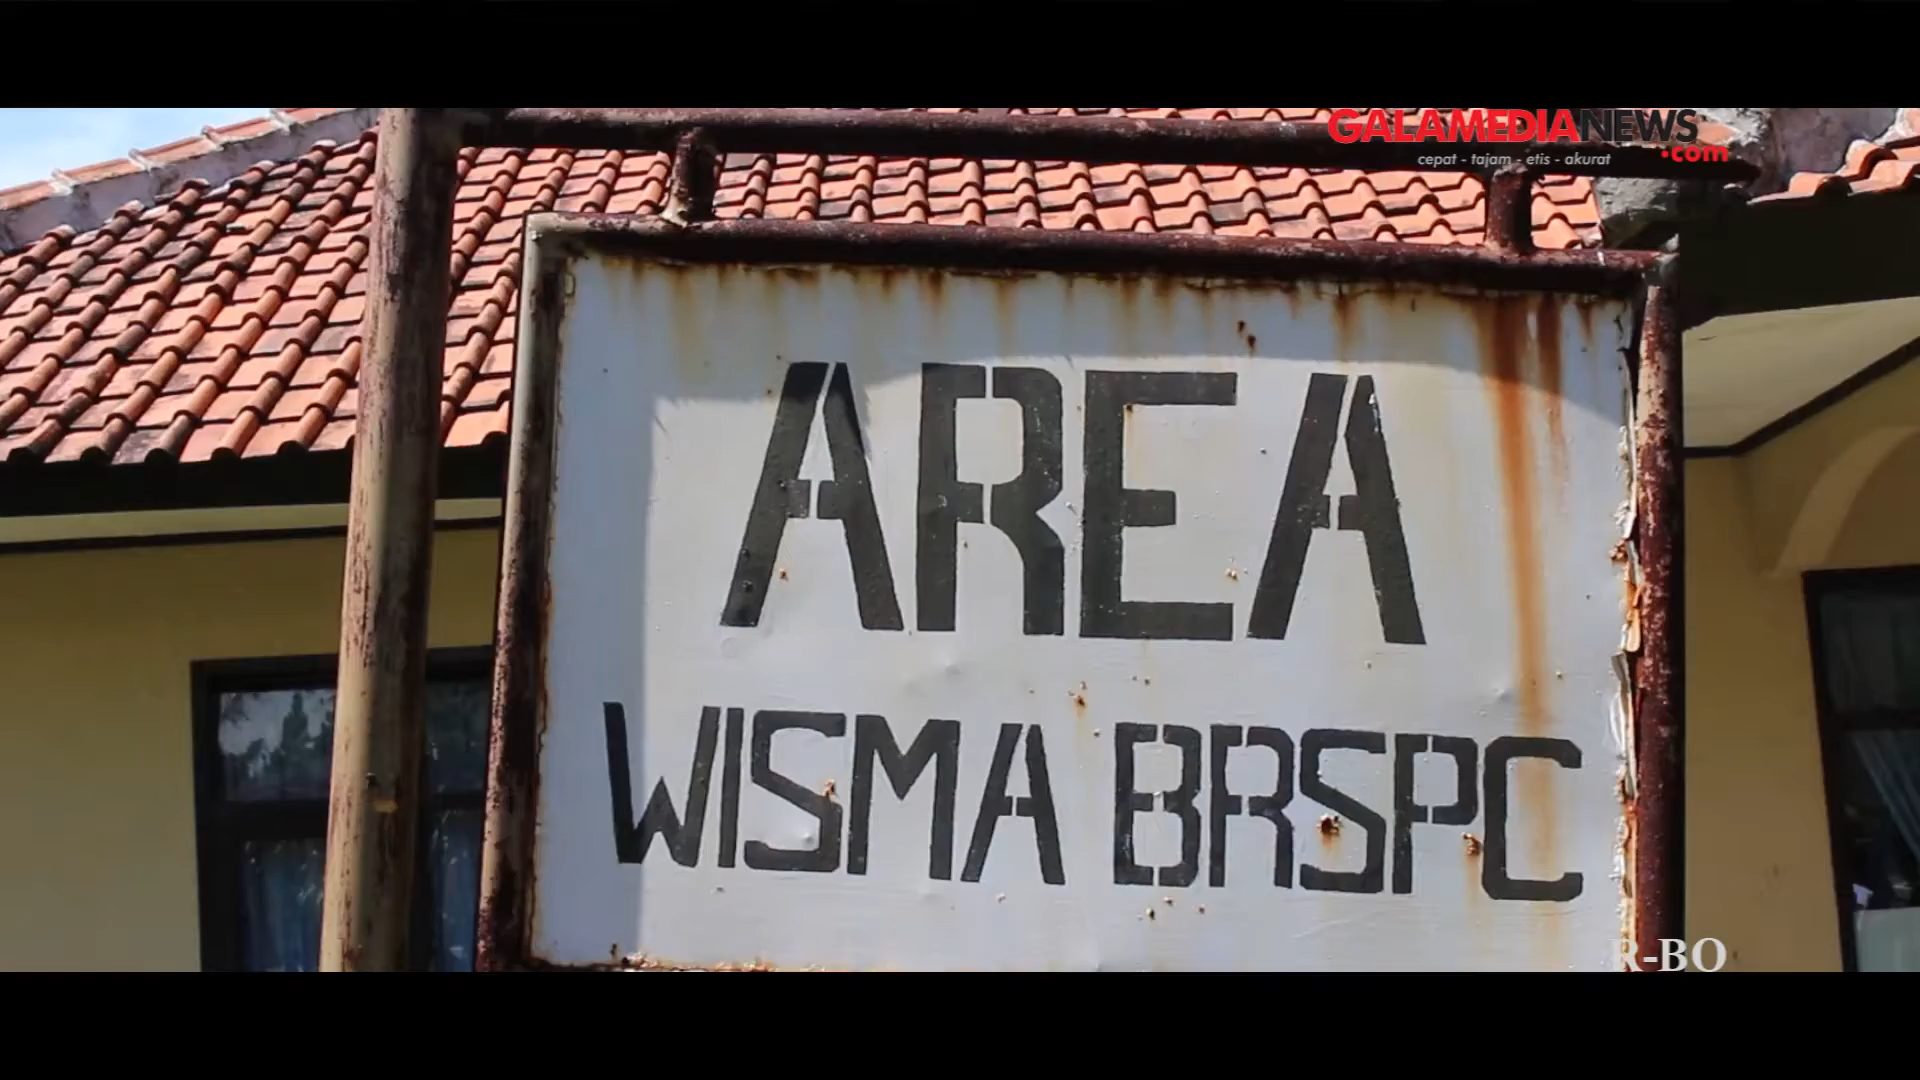 GALAMEDIANEWS
.com
cepat - tajam - etis - akurat
AREA
WISMA BRSPC
R-BO